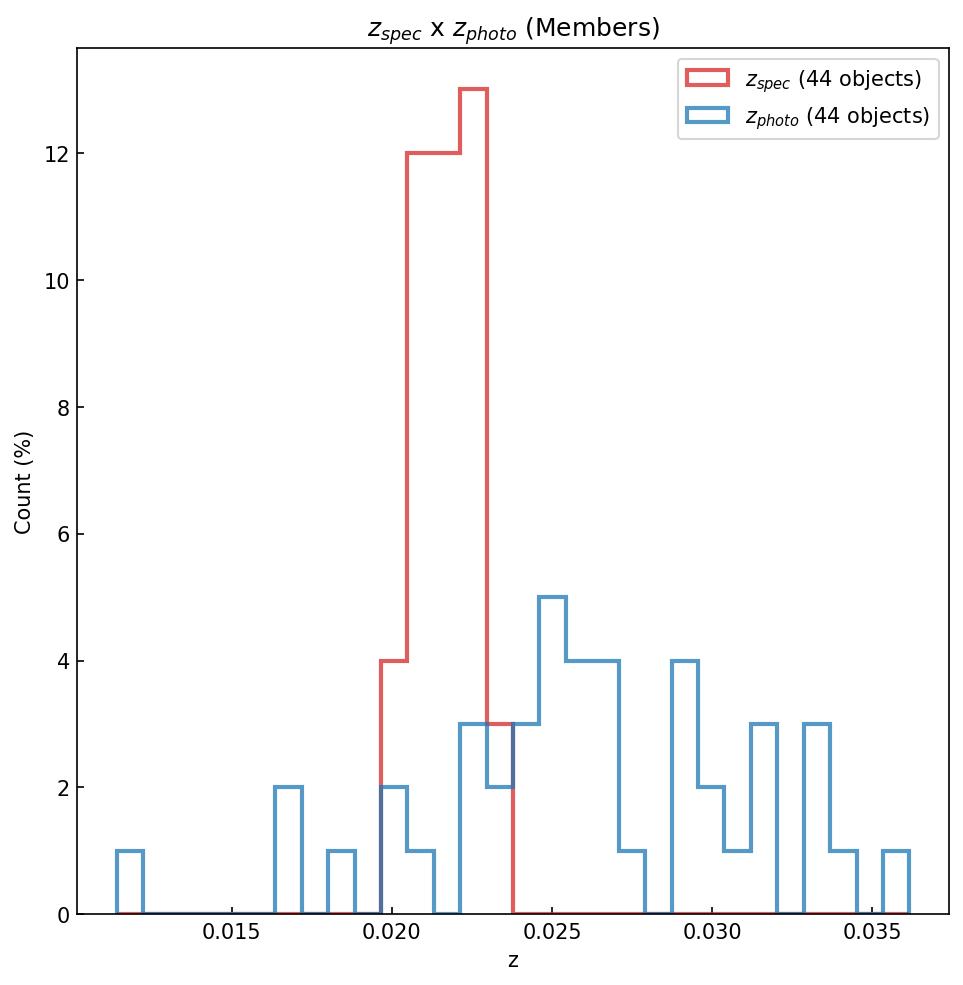 z_spec x z_photo (Members)
z_spec (44 objects)
z_photo (44 objects)
Count (%)
12
10
8
6
4
2
0
0.015 0.020 0.025 0.030 0.035
z